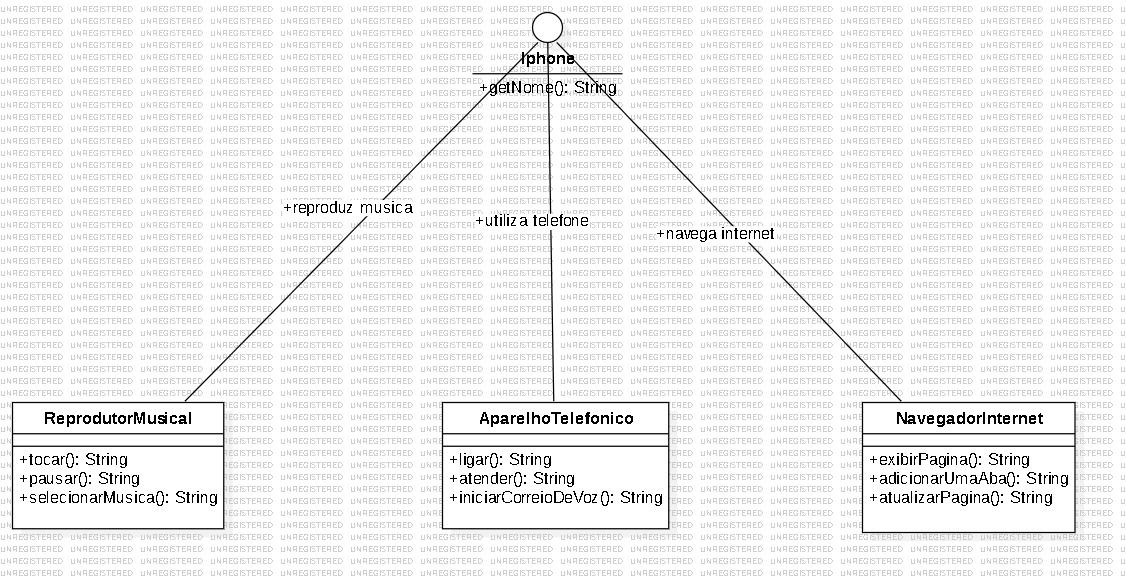 Iphone
+getNome(): String
+reproduz musica
+utiliza telefone
+navega internet
ReprodutorMusical
+tocar(): String
+pausar(): String
+selecionarMusica(): String
AparelhoTelefonico
+ligar(): String
+atender(): String
+iniciarCorreioDeVoz(): String
NavegadorInternet
+exibirPagina(): String
+adicionarUmaAba(): String
+atualizarPagina(): String
UNREGISTERED